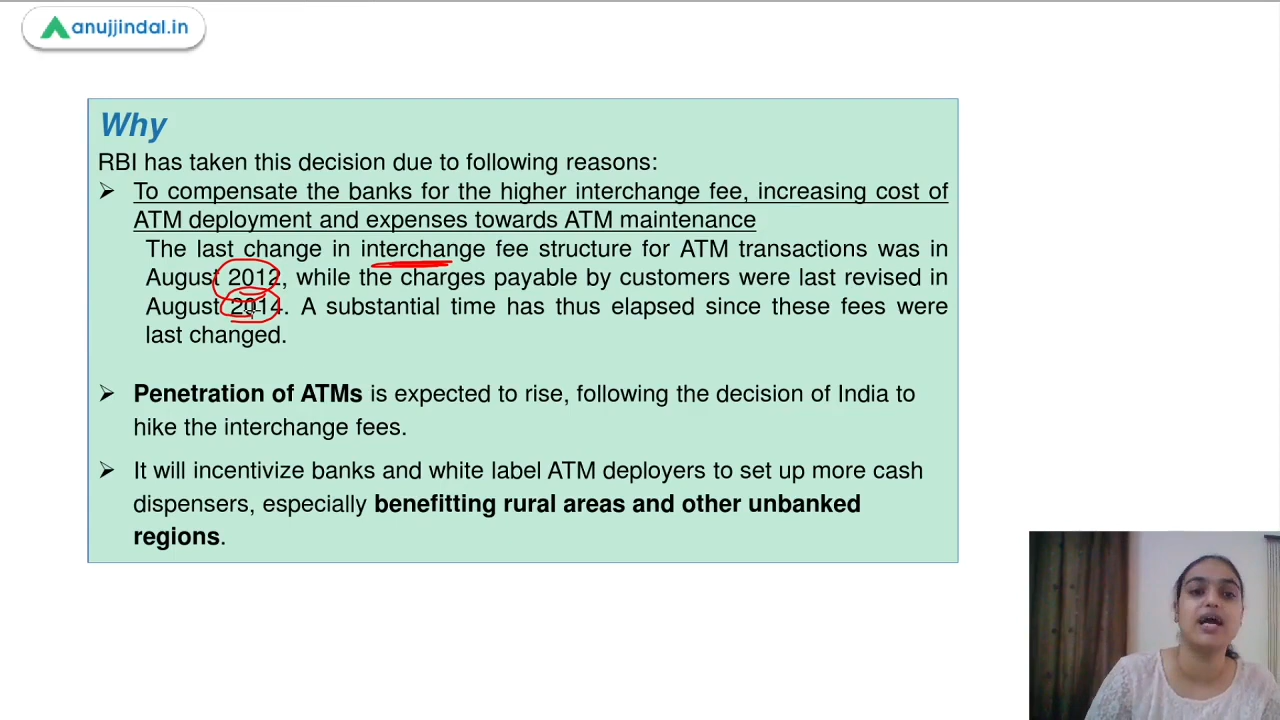 anujjindal.in
Why
RBI has taken this decision due to following reasons:
➢ To compensate the banks for the higher interchange fee, increasing cost of
ATM deployment and expenses towards ATM maintenance
The last change in interchange fee structure for ATM transactions was in
August 2012, while the charges payable by customers were last revised in
August 2014. A substantial time has thus elapsed since these fees were
last changed.
➢ Penetration of ATMs is expected to rise, following the decision of India to
hike the interchange fees.
➢ It will incentivize banks and white label ATM deployers to set up more cash
dispensers, especially benefitting rural areas and other unbanked
regions.